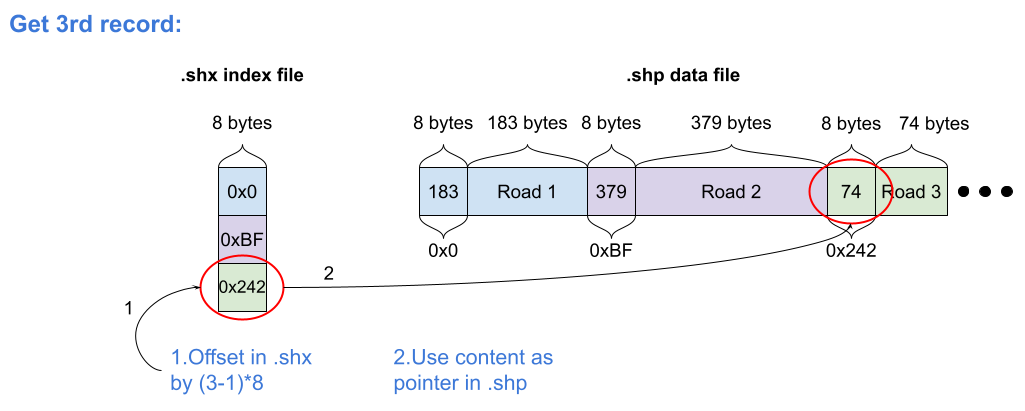 Get 3rd record:
.shx index file
.shp data file
8 bytes
8 bytes
183 bytes
8 bytes
379 bytes
8 bytes
74 bytes
0x0
0xBF
0x242
183
Road 1
379
Road 2
74
Road 3
0x0
0xBF
0x242
1
2
1.Offset in .shx
by (3-1)*8
2.Use content as
pointer in .shp